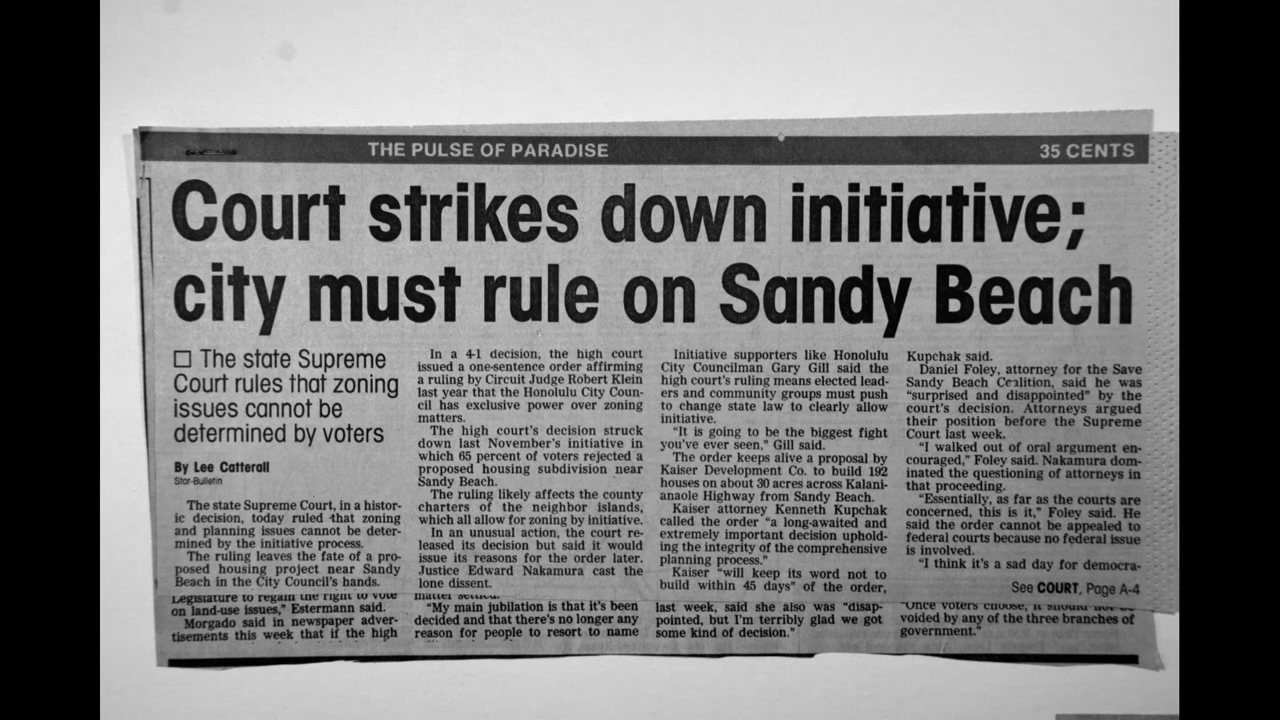 THE PULSE OF PARADISE
35 CENTS
Court strikes down initiative;
city must rule on Sandy Beach
□ The state Supreme
Court rules that zoning
issues cannot be
determined by voters
By Lee Catterall
Star-Bulletin
The state Supreme Court, in a histor-
ic decision, today ruled that zoning
and planning issues cannot be deter-
mined by the initiative process.
The ruling leaves the fate of a pro-
posed housing project near Sandy
Beach in the City Council's hands.
Legislature to regain the right to vote
on land-use issues," Estermann said.
Morgado said in newspaper adver-
tisements this week that if the high
In a 4-1 decision, the high court
issued a one-sentence order affirming
a ruling by Circuit Judge Robert Klein
last year that the Honolulu City Coun-
cil has exclusive power over zoning
matters.
The high court's decision struck
down last November's initiative in
which 65 percent of voters rejected a
proposed housing subdivision near
Sandy Beach.
The ruling likely affects the county
charters of the neighbor islands,
which all allow for zoning by initiative.
In an unusual action, the court re-
leased its decision but said it would
issue its reasons for the order later.
Justice Edward Nakamura cast the
lone dissent.
matter settled.
"My main jubilation is that it's been
decided and that there's no longer any
reason for people to resort to name
Initiative supporters like Honolulu
City Councilman Gary Gill said the
high court's ruling means elected lead-
ers and community groups must push
to change state law to clearly allow
initiative.
"It is going to be the biggest fight
you've ever seen," Gill said.
The order keeps alive a proposal by
Kaiser Development Co. to build 192
houses on about 30 acres across Kalani-
anaole Highway from Sandy Beach.
Kaiser attorney Kenneth Kupchak
called the order "a long-awaited and
extremely important decision uphold-
ing the integrity of the comprehensive
planning process."
Kaiser "will keep its word not to
build within 45 days" of the order,
last week, said she also was "disap-
pointed, but I'm terribly glad we got
some kind of decision."
Kupchak said.
Daniel Foley, attorney for the Save
Sandy Beach Coalition, said he was
"surprised and disappointed" by the
court's decision. Attorneys argued
their position before the Supreme
Court last week.
"I walked out of oral argument en-
couraged," Foley said. Nakamura dom-
inated the questioning of attorneys in
that proceeding.
"Essentially, as far as the courts are
concerned, this is it," Foley said. He
said the order cannot be appealed to
federal courts because no federal issue
is involved.
"I think it's a sad day for democra-
See COURT, Page A-4
"Once voters choose, it should not be
voided by any of the three branches of
government."